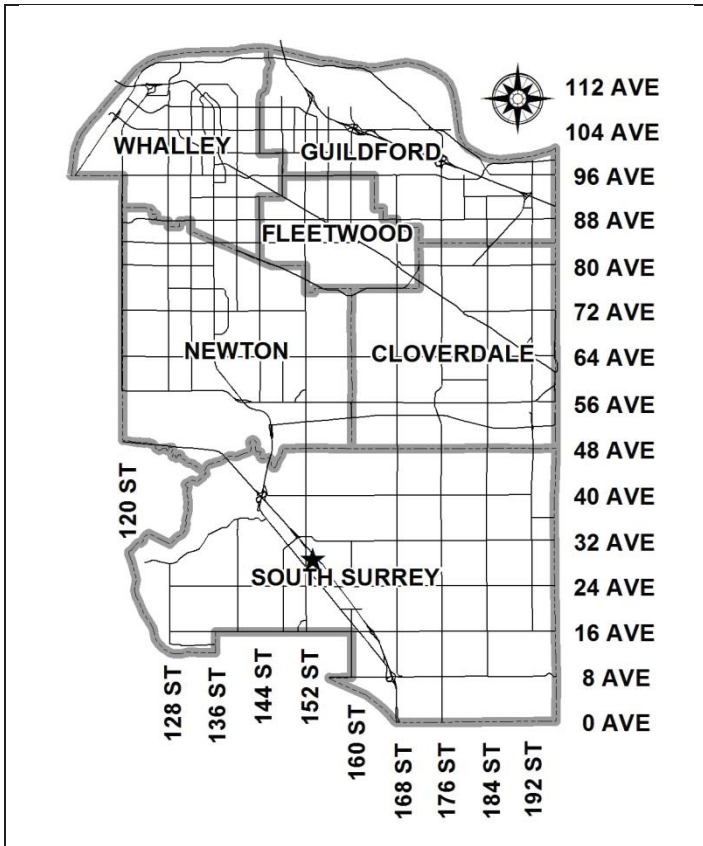 112 AVE
104 AVE
WHALLEY
GUILDFORD
96 AVE
88 AVE
FLEETWOOD
80 AVE
72 AVE
NEWTON
CLOVERDALE
64 AVE
56 AVE
48 AVE
120 ST
40 AVE
32 AVE
SOUTH SURREY
24 AVE
16 AVE
128 ST
136 ST
144 ST
152 ST
160 ST
8 AVE
0 AVE
168 ST
176 ST
184 ST
192 ST